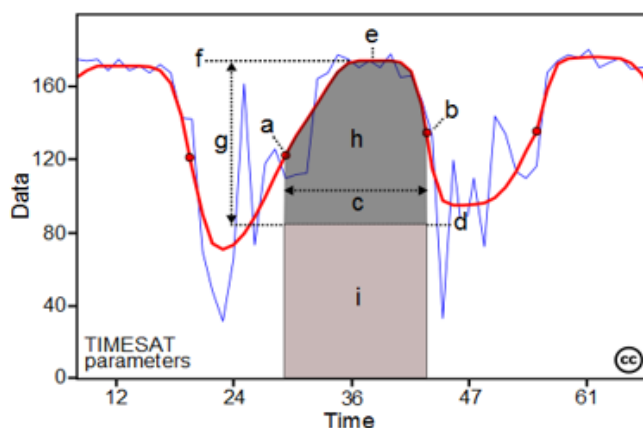 e
f
160
a
b
g
h
120
c
d
80
i
40
TIMESAT
parameters
cc
0
12 24 36 47 61
Time
Data